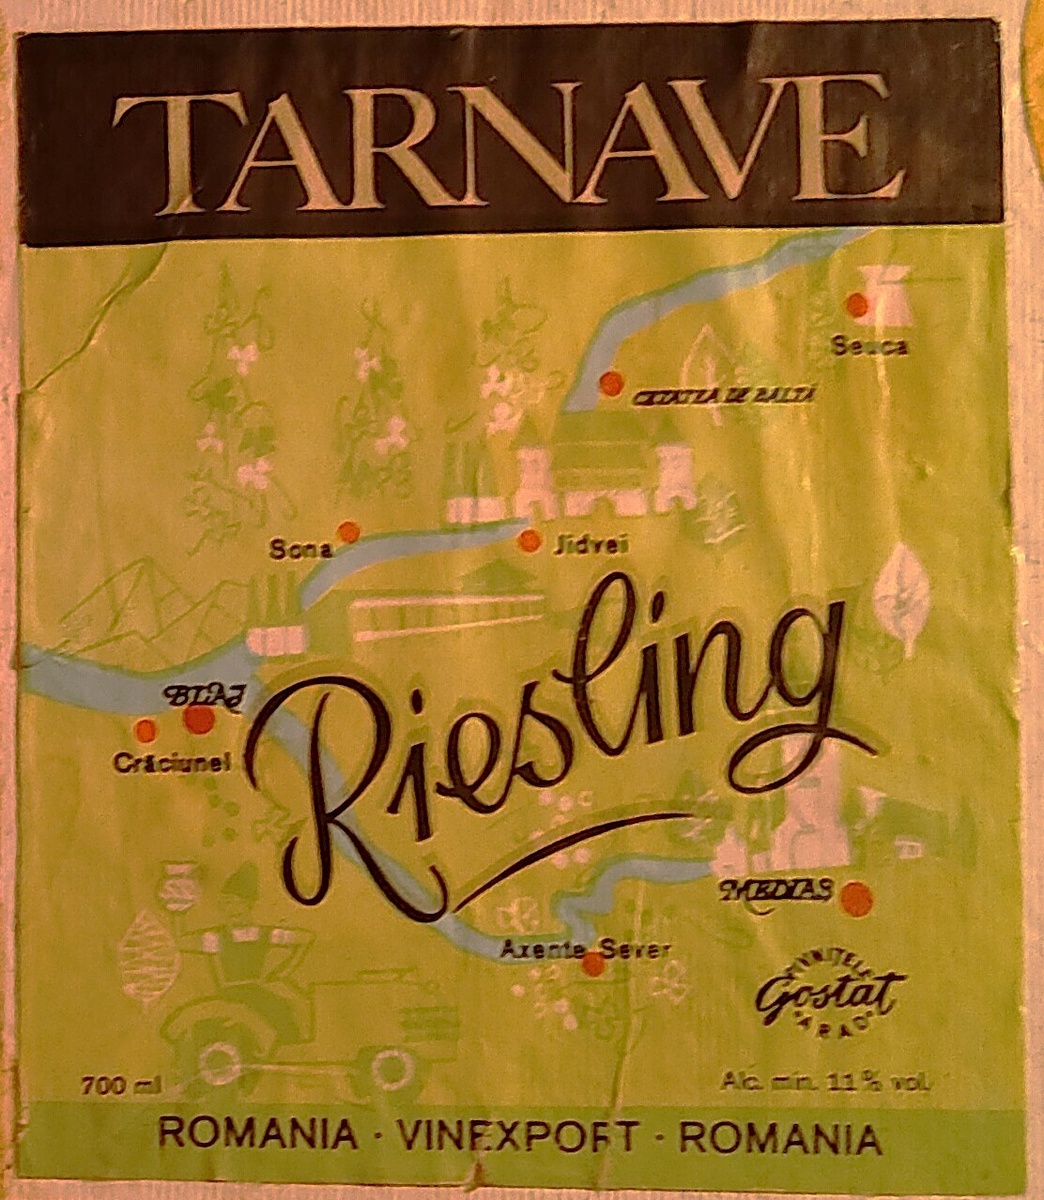 TARNAVE
Seuca
CETATEA DE BALTĂ
Sona
Jidvei
Riesling
BLAJ
Crăciunel
MEDIAS
Axente Sever
PIVNIŢELE
Gostat
"ARAD"
700 ml
Alc. min. 11% vol.
ROMANIA · VINEXPORT · ROMANIA